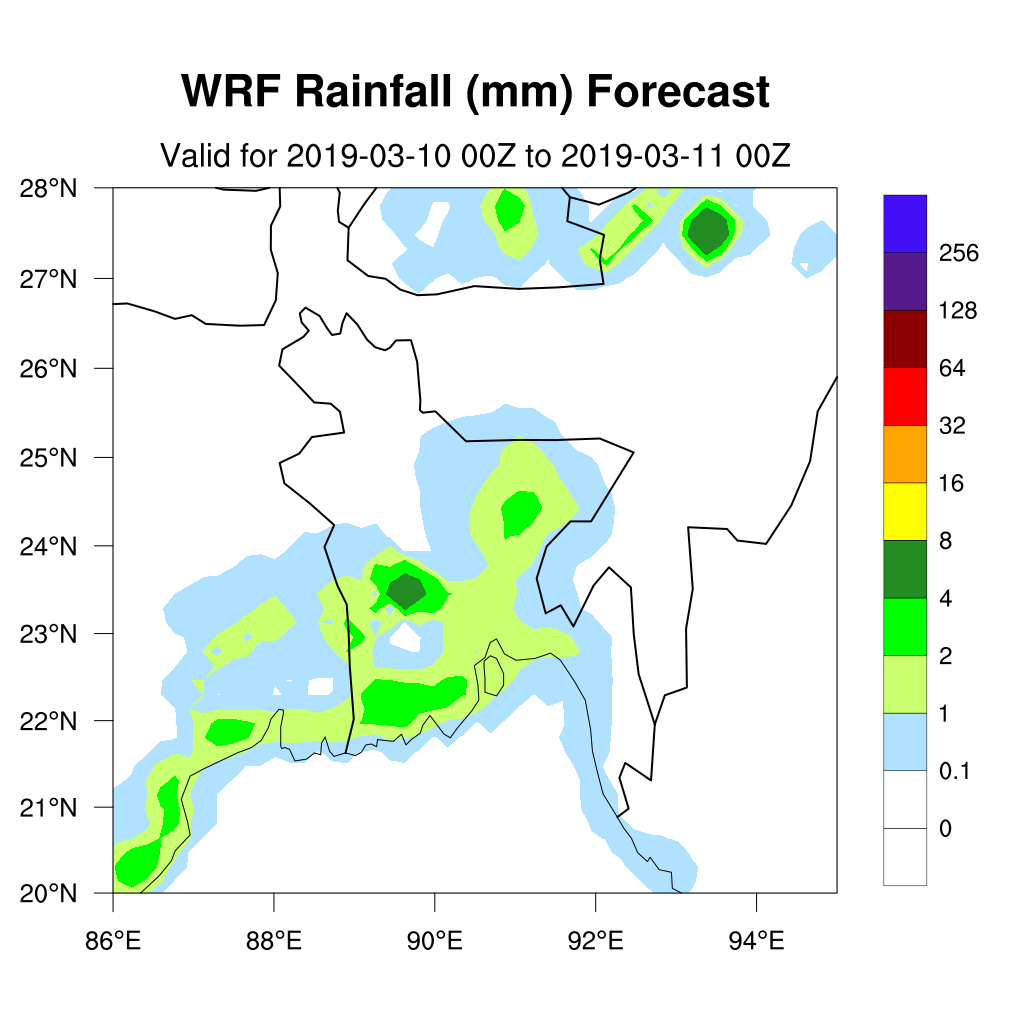 WRF Rainfall (mm) Forecast
Valid for 2019-03-10 00Z to 2019-03-11 00Z
28°N
27°N
26°N
25°N
24°N
23°N
22°N
21°N
20°N
86°E 88°E 90°E 92°E 94°E
256
128
64
32
16
8
4
2
1
0.1
0